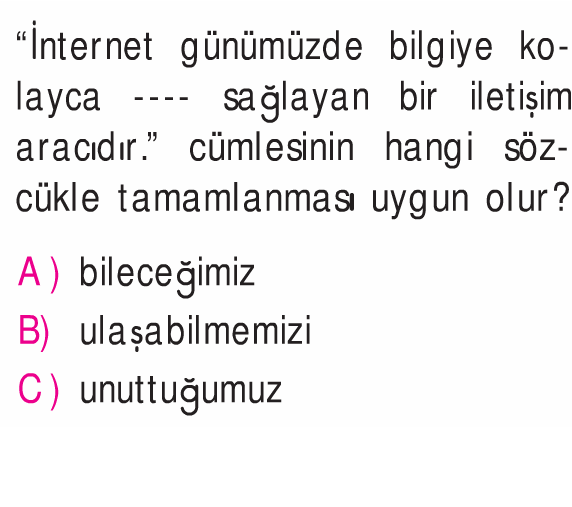 “İnternet günümüzde bilgiye ko-
layca ---- sağlayan bir iletişim
aracıdır.” cümlesinin hangi söz-
cükle tamamlanması uygun olur?
A) bileceğimiz
B) ulaşabilmemizi
C) unuttuğumuz